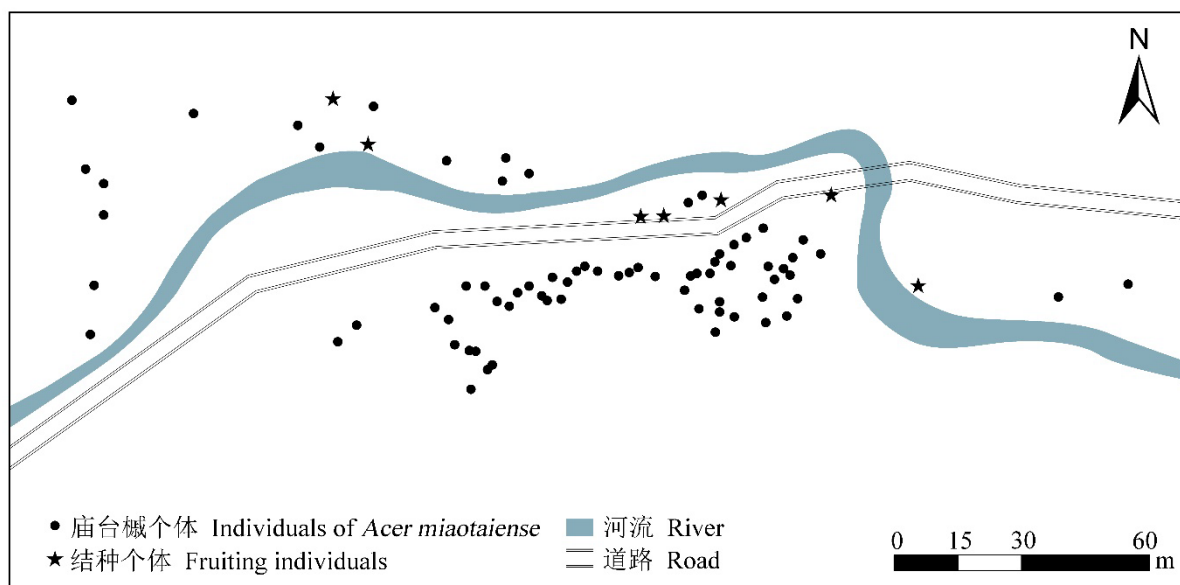 N
庙台槭个体 Individuals of Acer miaotaiense
河流 River
结种个体 Fruiting individuals
道路 Road
0 15 30 60
m